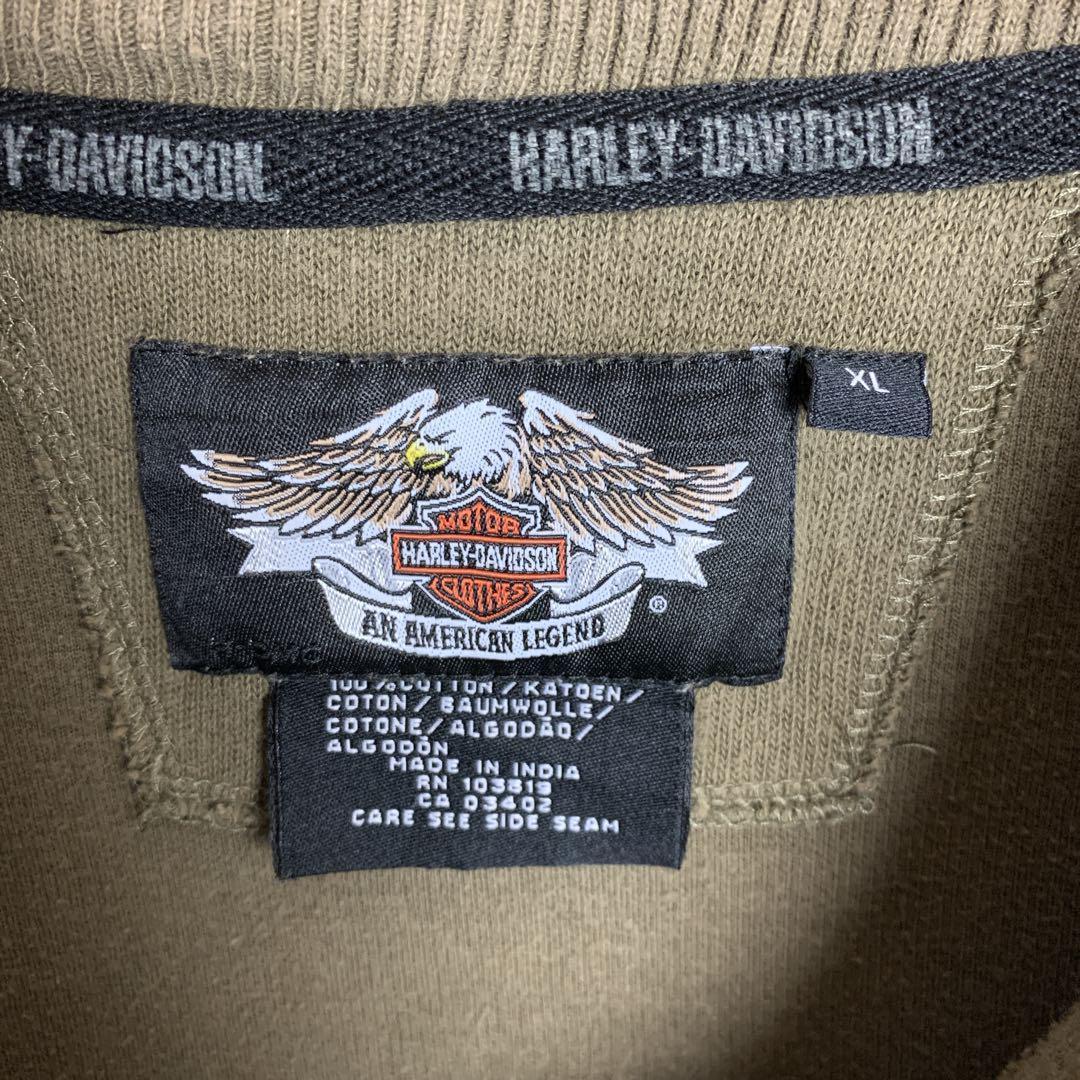 Y-DAVIDSON HARLEY-DAVIDSON
XL
MOTOR
HARLEY-DAVIDSON
CLOTHES
®
AN AMERICAN LEGEND
100% COTTON / KATOEN /
COTON / BAUMWOLLE /
COTONE / ALGODÃO /
ALGODÓN
MADE IN INDIA
RN 103819
CA 03402
CARE SEE SIDE SEAM